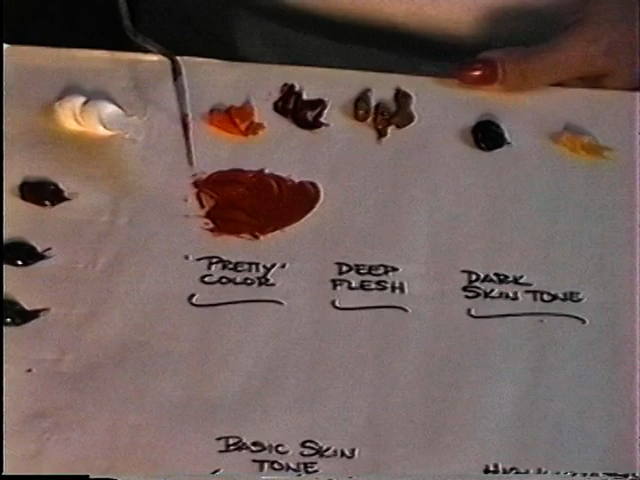 "PRETTY"
COLOR
DEEP
FLESH
DARK
SKIN TONE
BASIC SKIN
TONE